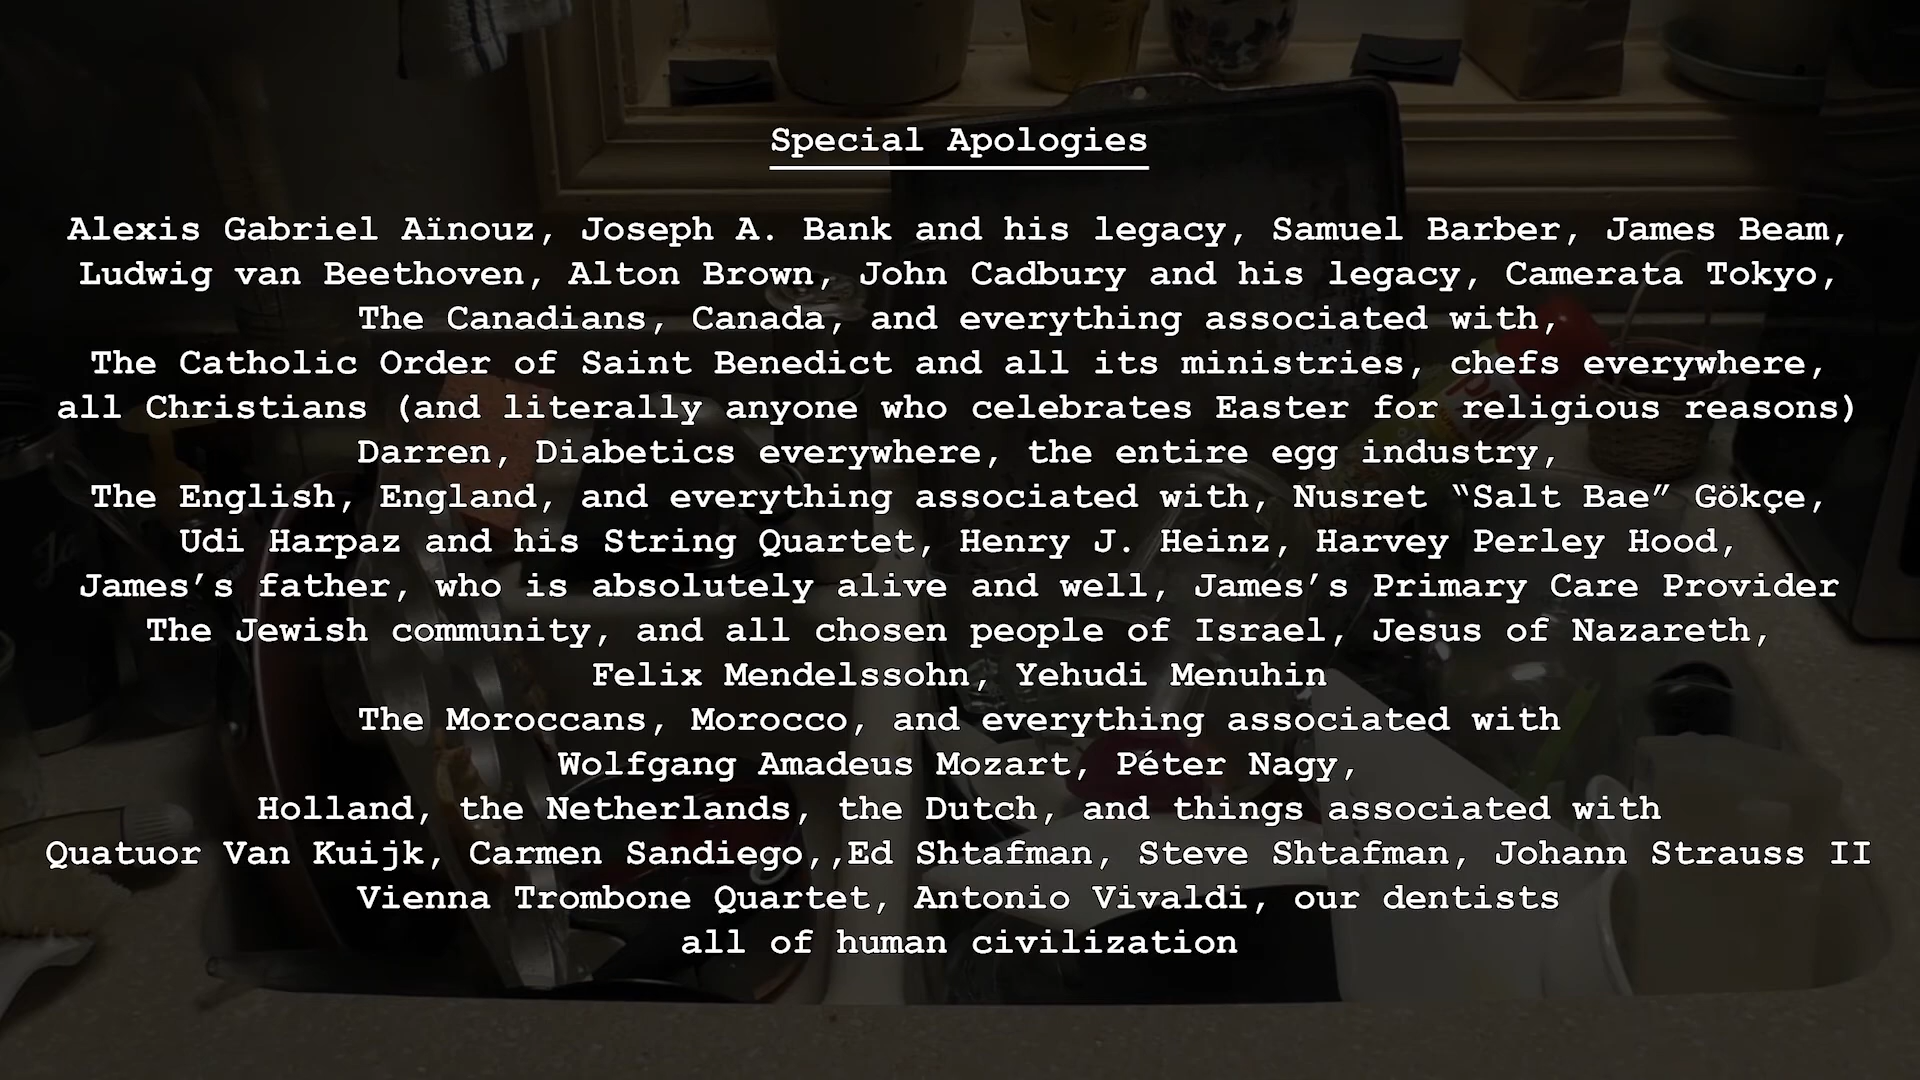 Special Apologies
Alexis Gabriel Aïnouz, Joseph A. Bank and his legacy, Samuel Barber, James Beam,
Ludwig van Beethoven, Alton Brown, John Cadbury and his legacy, Camerata Tokyo,
The Canadians, Canada, and everything associated with,
The Catholic Order of Saint Benedict and all its ministries, chefs everywhere,
all Christians (and literally anyone who celebrates Easter for religious reasons)
Darren, Diabetics everywhere, the entire egg industry,
The English, England, and everything associated with, Nusret “Salt Bae” Gökçe,
Udi Harpaz and his String Quartet, Henry J. Heinz, Harvey Perley Hood,
James’s father, who is absolutely alive and well, James’s Primary Care Provider
The Jewish community, and all chosen people of Israel, Jesus of Nazareth,
Felix Mendelssohn, Yehudi Menuhin
The Moroccans, Morocco, and everything associated with
Wolfgang Amadeus Mozart, Péter Nagy,
Holland, the Netherlands, the Dutch, and things associated with
Quatuor Van Kuijk, Carmen Sandiego,,Ed Shtafman, Steve Shtafman, Johann Strauss II
Vienna Trombone Quartet, Antonio Vivaldi, our dentists
all of human civilization